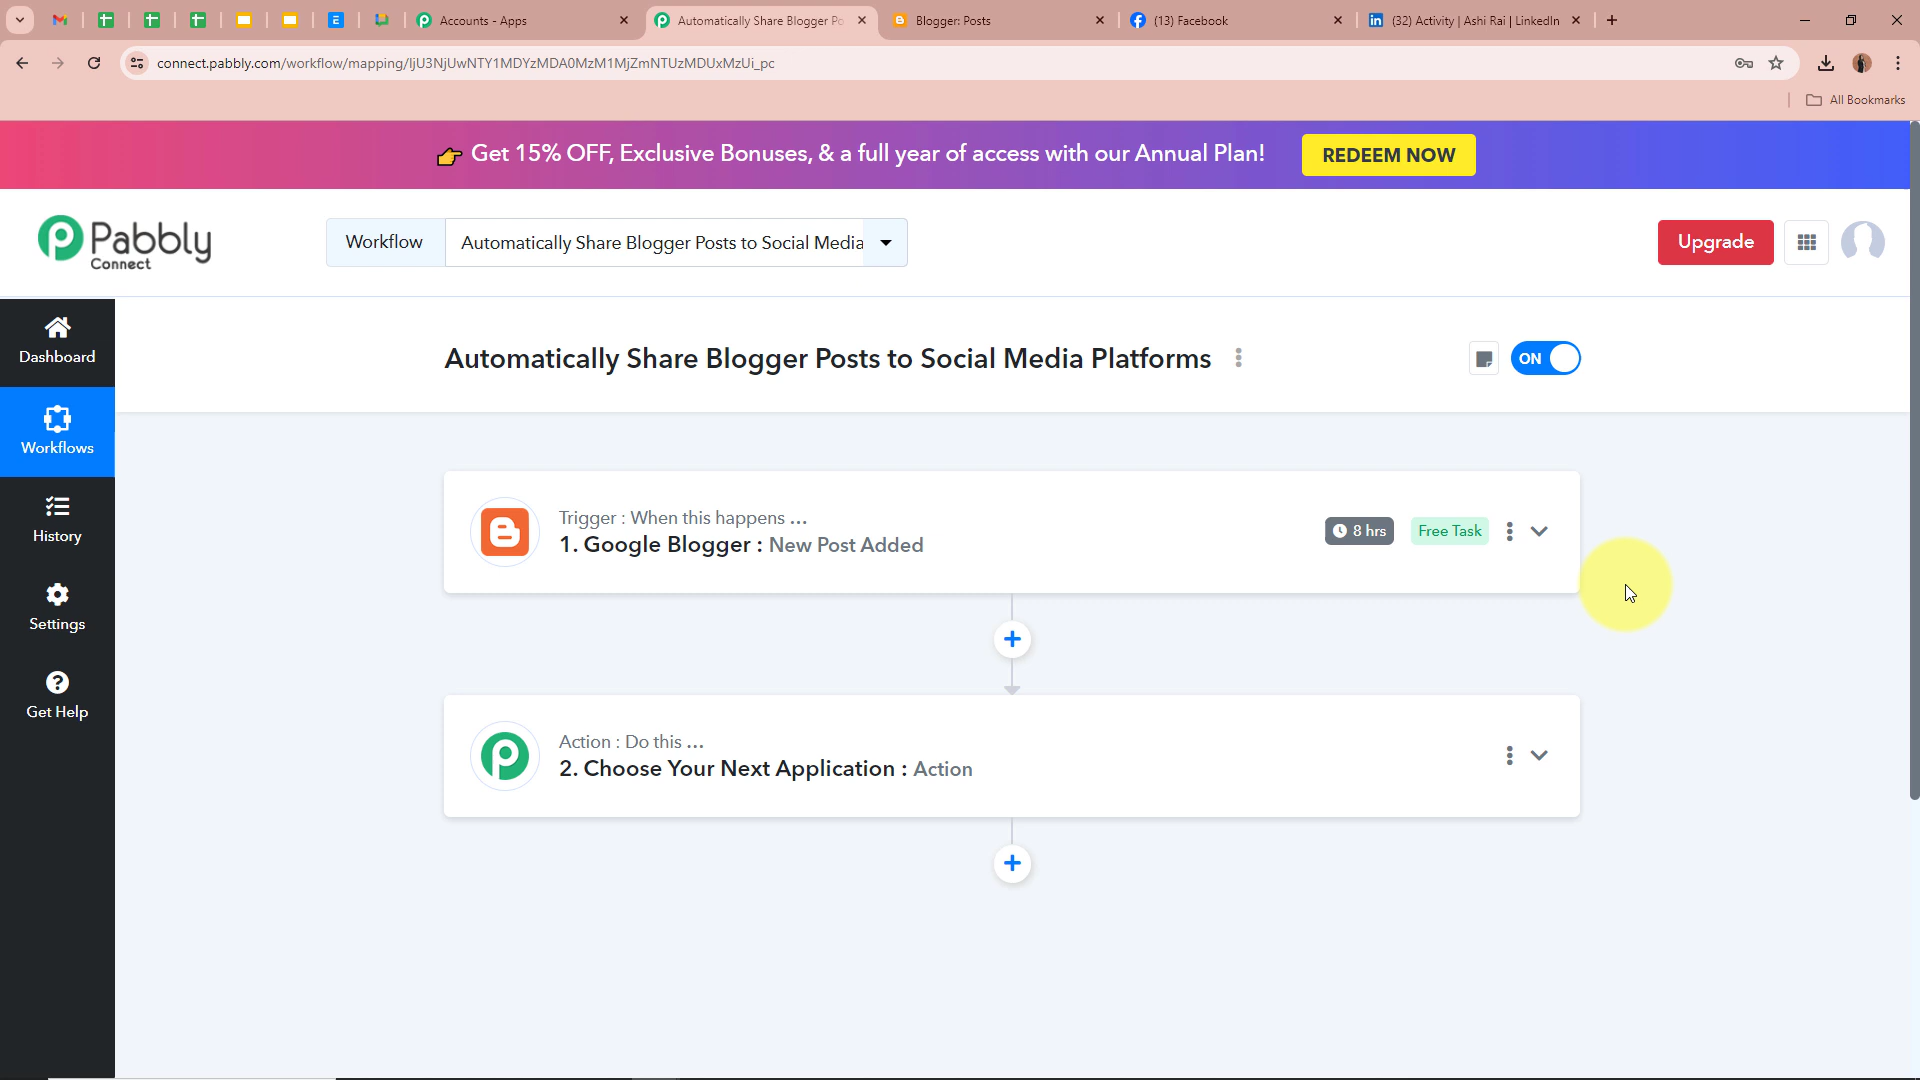 Accounts - Apps
Automatically Share Blogger Po
Blogger: Posts
(13) Facebook
(32) Activity | Ashi Rai | LinkedIn
connect.pabbly.com/workflow/mapping/IjU3NjUwNTY1MDYzMDA0MzM1MjZmNTUzMDUxMzUi_pc
All Bookmarks
Get 15% OFF, Exclusive Bonuses, & a full year of access with our Annual Plan!
REDEEM NOW
Pabbly
Connect
Workflow
Automatically Share Blogger Posts to Social Media
Upgrade
Dashboard
Workflows
History
Settings
Get Help
Automatically Share Blogger Posts to Social Media Platforms
ON
Trigger : When this happens ...
1. Google Blogger : New Post Added
8 hrs
Free Task
Action : Do this ...
2. Choose Your Next Application : Action